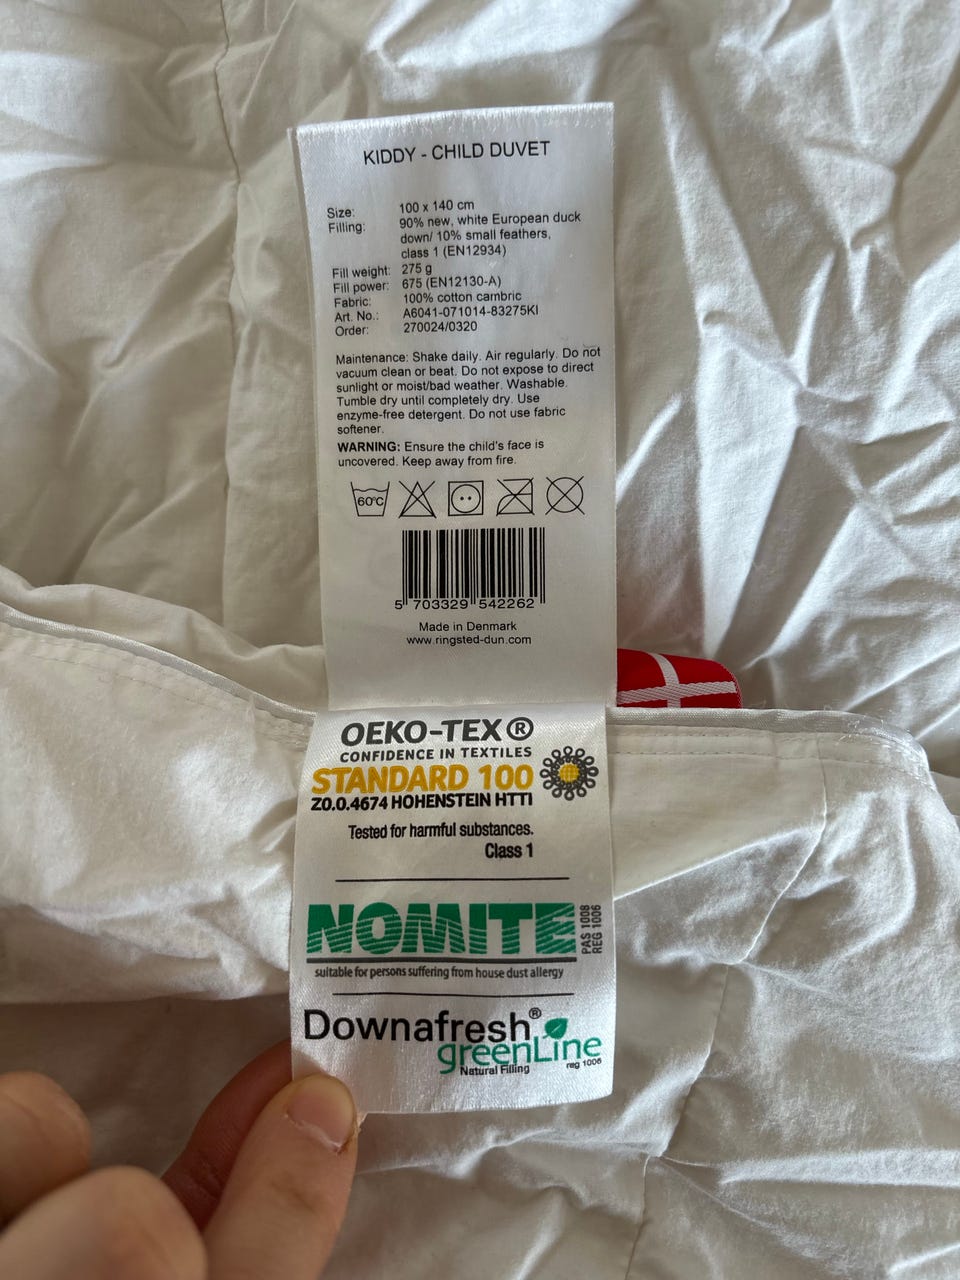 KIDDY - CHILD DUVET
Size: 100 x 140 cm
Filling: 90% new, white European duck
down/ 10% small feathers,
class 1 (EN12934)
Fill weight: 275 g
Fill power: 675 (EN12130-A)
Fabric: 100% cotton cambric
Art. No.: A6041-071014-83275KI
Order: 270024/0320
Maintenance: Shake daily. Air regularly. Do not
vacuum clean or beat. Do not expose to direct
sunlight or moist/bad weather. Washable.
Tumble dry until completely dry. Use
enzyme-free detergent. Do not use fabric
softener.
WARNING: Ensure the child's face is
uncovered. Keep away from fire.
60°C
5 703329 542262
Made in Denmark
www.ringsted-dun.com
OEKO-TEX®
CONFIDENCE IN TEXTILES
STANDARD 100
Z0.0.4674 HOHENSTEIN HTTI
Tested for harmful substances.
Class 1
NOMITE
PAS 1008
REG 1006
suitable for persons suffering from house dust allergy
Downafresh®
greenLine
Natural Filling reg 1006